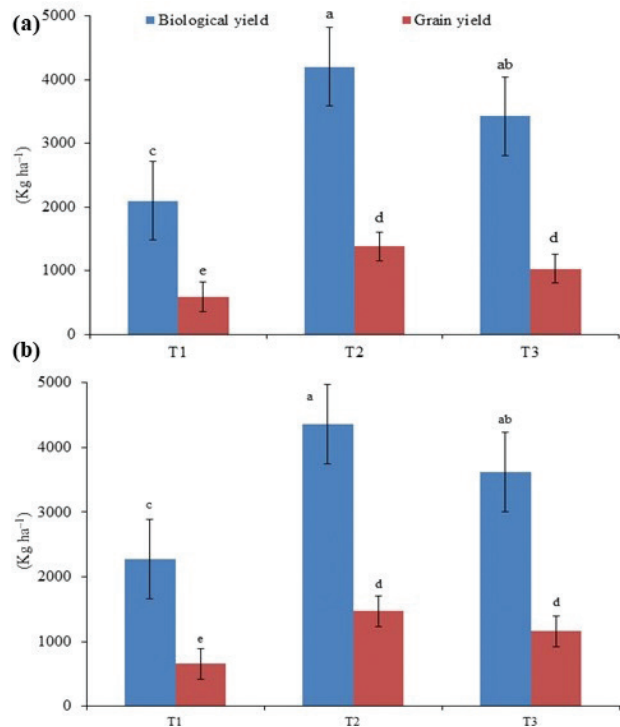 (a)
Biological yield
Grain yield
5000
4000
3000
2000
1000
0
(Kg ha⁻¹)
c
e
a
d
ab
d
T1
T2
T3
(b)
5000
4000
3000
2000
1000
0
(Kg ha⁻¹)
c
e
a
d
ab
d
T1
T2
T3